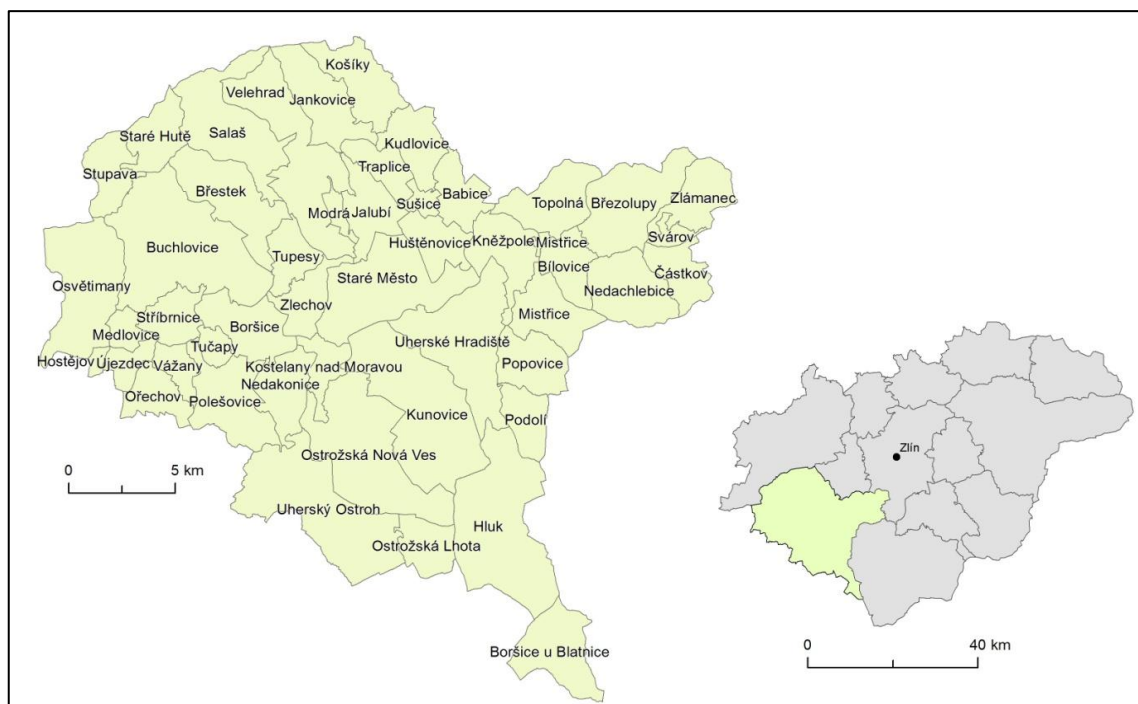 Košíky
Velehrad
Jankovice
Staré Hutě
Salaš
Kudlovice
Stupava
Traplice
Břestek
Babice
Sušice
Topolná
Březolupy
Zlámanec
Modrá
Jalubí
Buchlovice
Huštěnovice
Kněžpole
Mistřice
Svárov
Tupesy
Bílovice
Staré Město
Částkov
Osvětimany
Nedachlebice
Zlechov
Stříbrnice
Mistřice
Boršice
Medlovice
Tučapy
Uherské Hradiště
Hostějov
Újezdec
Vážany
Kostelany nad Moravou
Popovice
Nedakonice
Ořechov
Polešovice
Kunovice
Podolí
Ostrožská Nová Ves
Uherský Ostroh
Hluk
Ostrožská Lhota
Boršice u Blatnice
0 5 km
Zlín
0 40 km